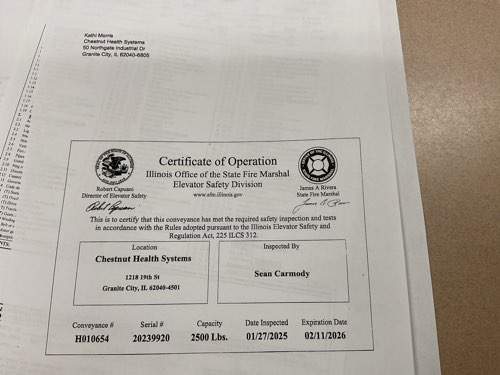 Kathi Morris
Chestnut Health Systems
50 Northgate Industrial Dr
Granite City, IL 62040-6805
Certificate of Operation
Illinois Office of the State Fire Marshal
Elevator Safety Division
www.sfm.illinois.gov
Robert Capuani
Director of Elevator Safety
James A Rivera
State Fire Marshal
This is to certify that this conveyance has met the required safety inspection and tests
in accordance with the Rules adopted pursuant to the Illinois Elevator Safety and
Regulation Act, 225 ILCS 312.
Location
Chestnut Health Systems
1218 19th St
Granite City, IL 62040-4501
Inspected By
Sean Carmody
Conveyance # Serial # Capacity Date Inspected Expiration Date
H010654 20239920 2500 Lbs. 01/27/2025 02/11/2026